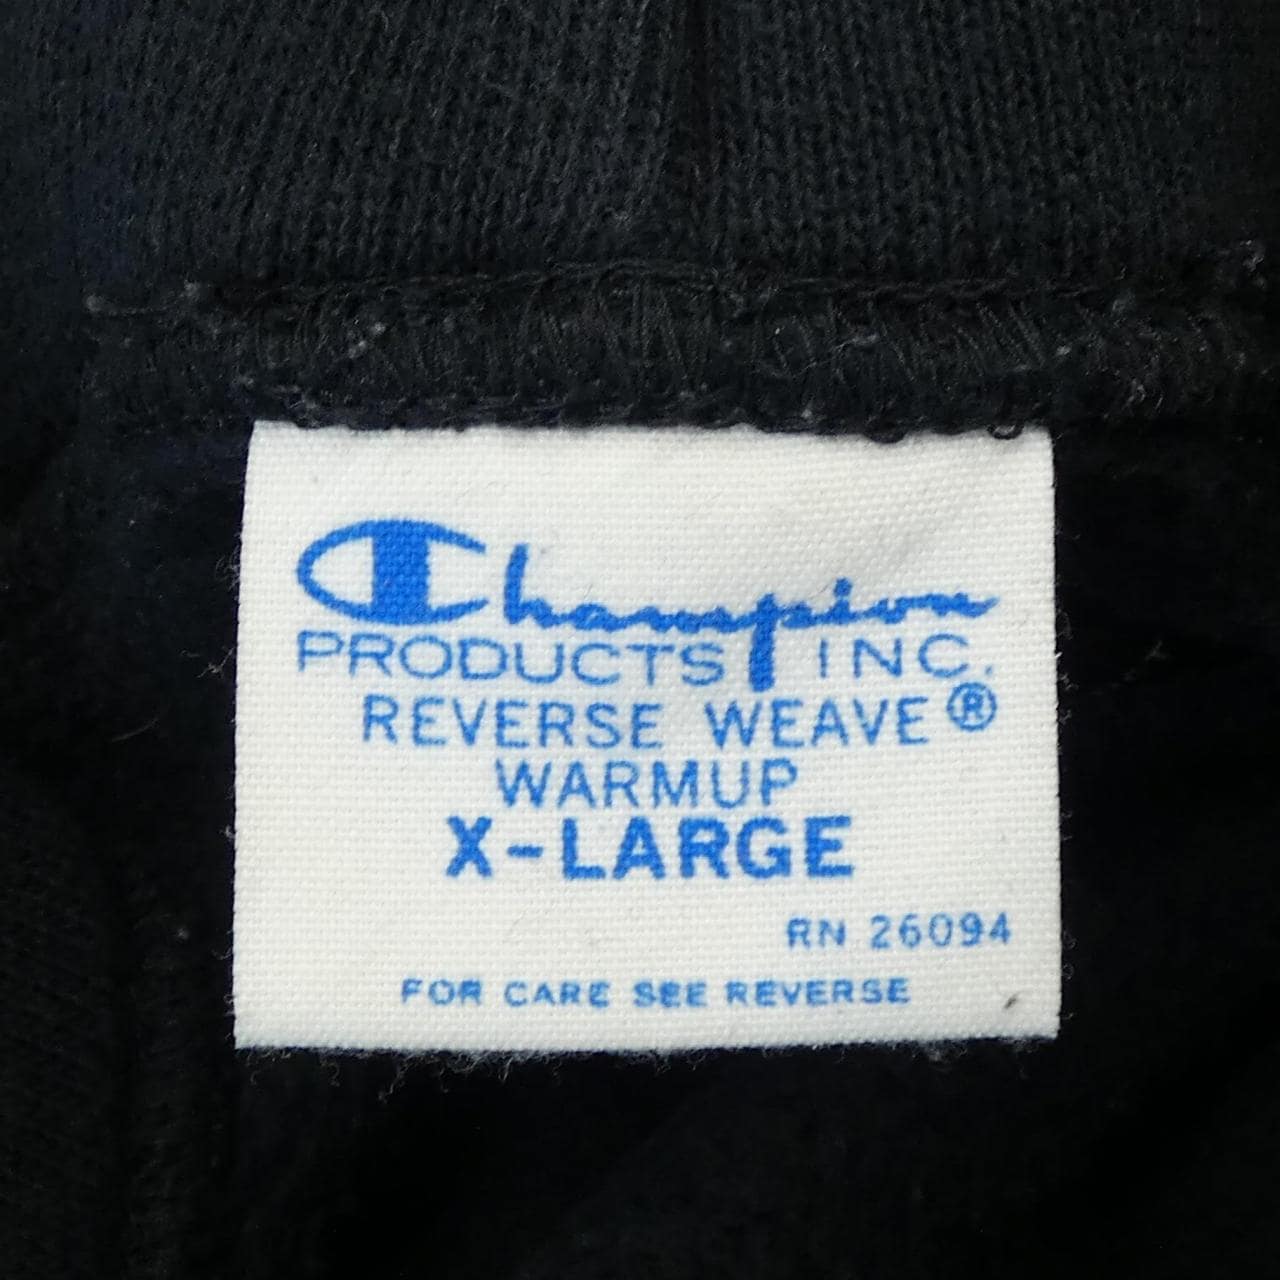 Champion
PRODUCTS INC.
REVERSE WEAVE®
WARMUP
X-LARGE
RN 26094
FOR CARE SEE REVERSE